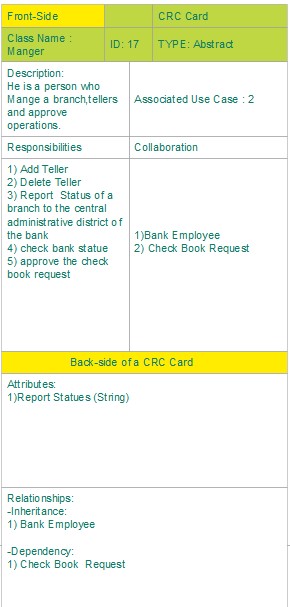 Front-Side CRC Card
Class Name :
Manger
ID: 17
TYPE: Abstract
Description:
He is a person who
Mange a branch,tellers
and approve
operations.
Associated Use Case : 2
Responsibilities
Collaboration
1) Add Teller
2) Delete Teller
3) Report Status of a
branch to the central
administrative district of
the bank
4) check bank statue
5) approve the check
book request
1)Bank Employee
2) Check Book Request
Back-side of a CRC Card
Attributes:
1)Report Statues (String)
Relationships:
-Inheritance:
1) Bank Employee
-Dependency:
1) Check Book Request